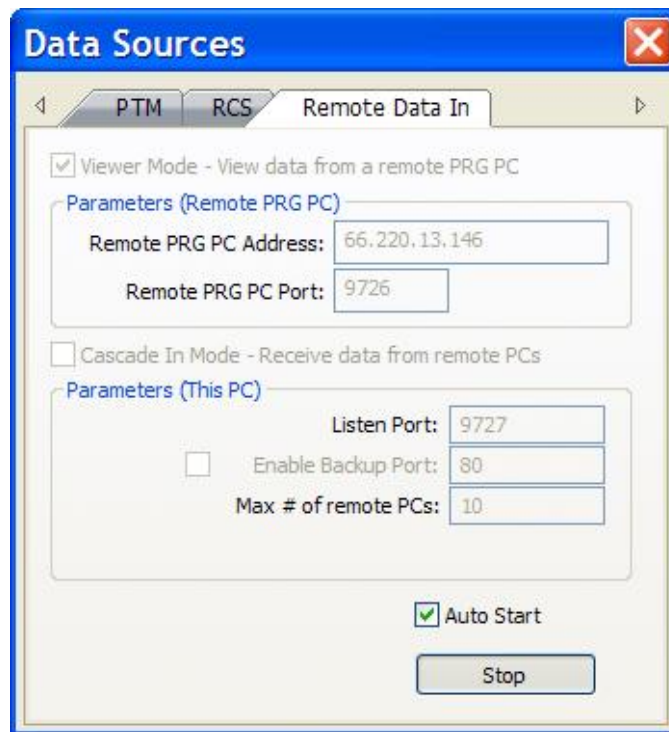 Data Sources
PTM RCS Remote Data In
Viewer Mode - View data from a remote PRG PC
Parameters (Remote PRG PC)
Remote PRG PC Address: 66.220.13.146
Remote PRG PC Port: 9726
Cascade In Mode - Receive data from remote PCs
Parameters (This PC)
Listen Port: 9727
Enable Backup Port: 80
Max # of remote PCs: 10
Auto Start
Stop